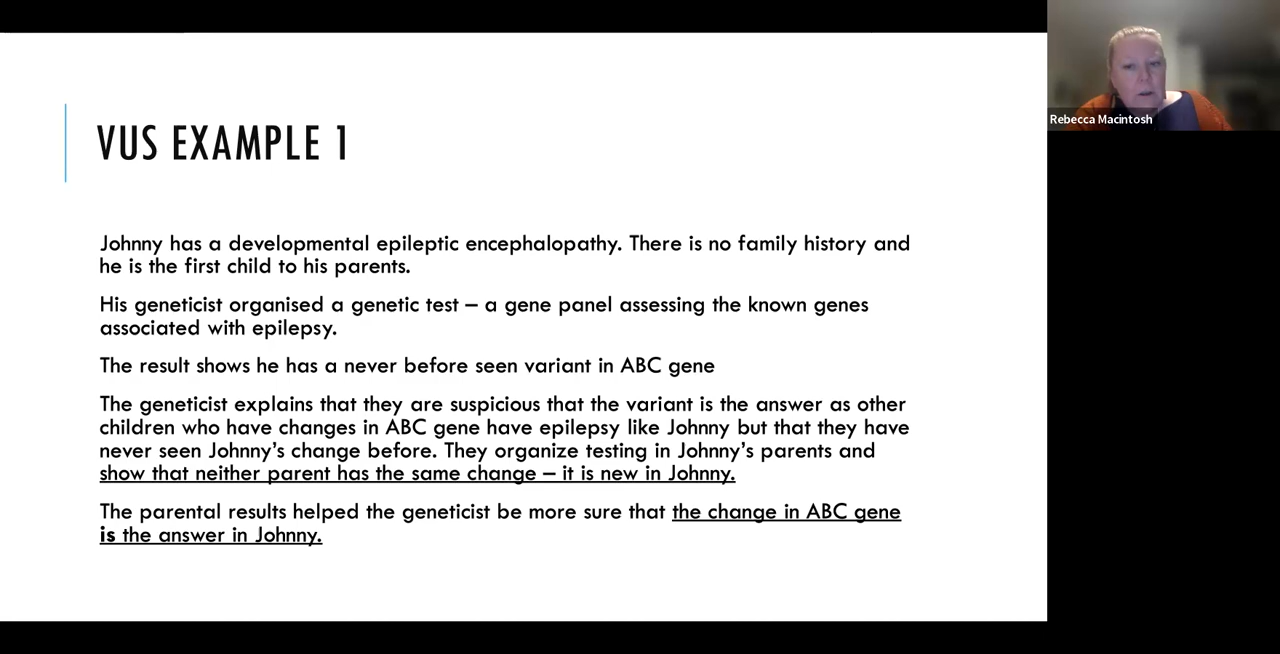 VUS EXAMPLE 1
Johnny has a developmental epileptic encephalopathy. There is no family history and
he is the first child to his parents.
His geneticist organised a genetic test – a gene panel assessing the known genes
associated with epilepsy.
The result shows he has a never before seen variant in ABC gene
The geneticist explains that they are suspicious that the variant is the answer as other
children who have changes in ABC gene have epilepsy like Johnny but that they have
never seen Johnny’s change before. They organize testing in Johnny’s parents and
show that neither parent has the same change – it is new in Johnny.
The parental results helped the geneticist be more sure that the change in ABC gene
is the answer in Johnny.
Rebecca Macintosh